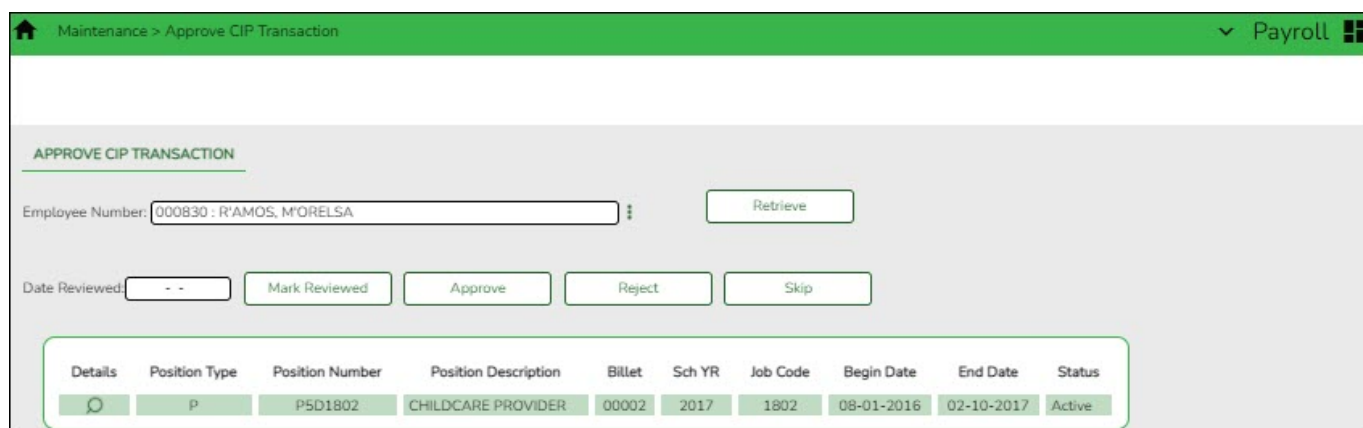 Maintenance > Approve CIP Transaction Payroll
APPROVE CIP TRANSACTION
Employee Number: 000830 : R'AMOS, M'ORELSA Retrieve
Date Reviewed: - - Mark Reviewed Approve Reject Skip
Details Position Type Position Number Position Description Billet Sch YR Job Code Begin Date End Date Status
P P5D1802 CHILDCARE PROVIDER 00002 2017 1802 08-01-2016 02-10-2017 Active